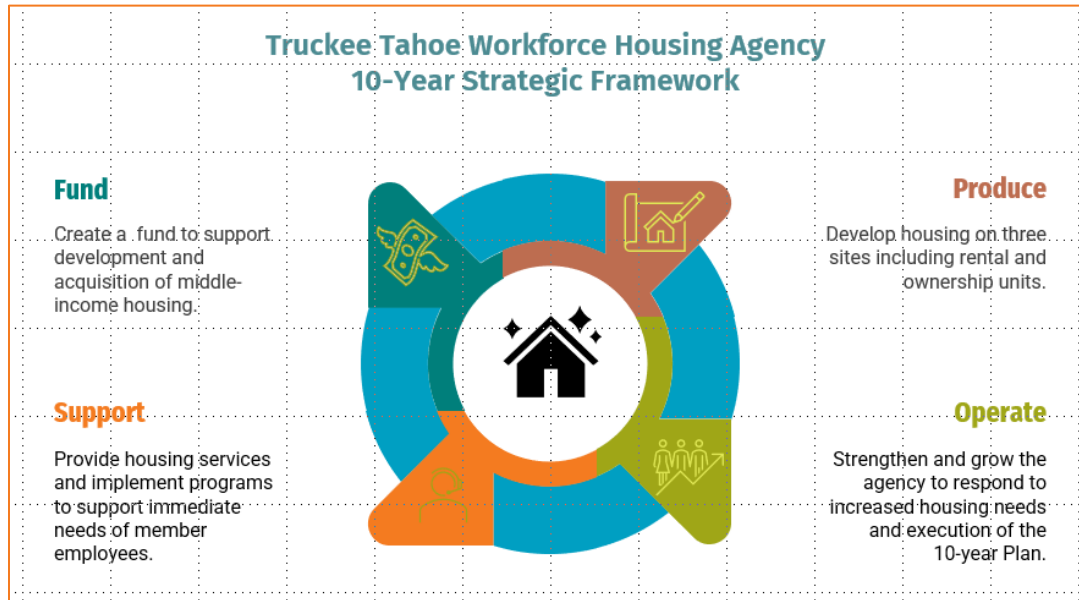 Truckee Tahoe Workforce Housing Agency
10-Year Strategic Framework
Fund
Create a fund to support
development and
acquisition of middle-
income housing.
Produce
Develop housing on three
sites including rental and
ownership units.
Support
Provide housing services
and implement programs
to support immediate
needs of member
employees.
Operate
Strengthen and grow the
agency to respond to
increased housing needs
and execution of the
10-year Plan.